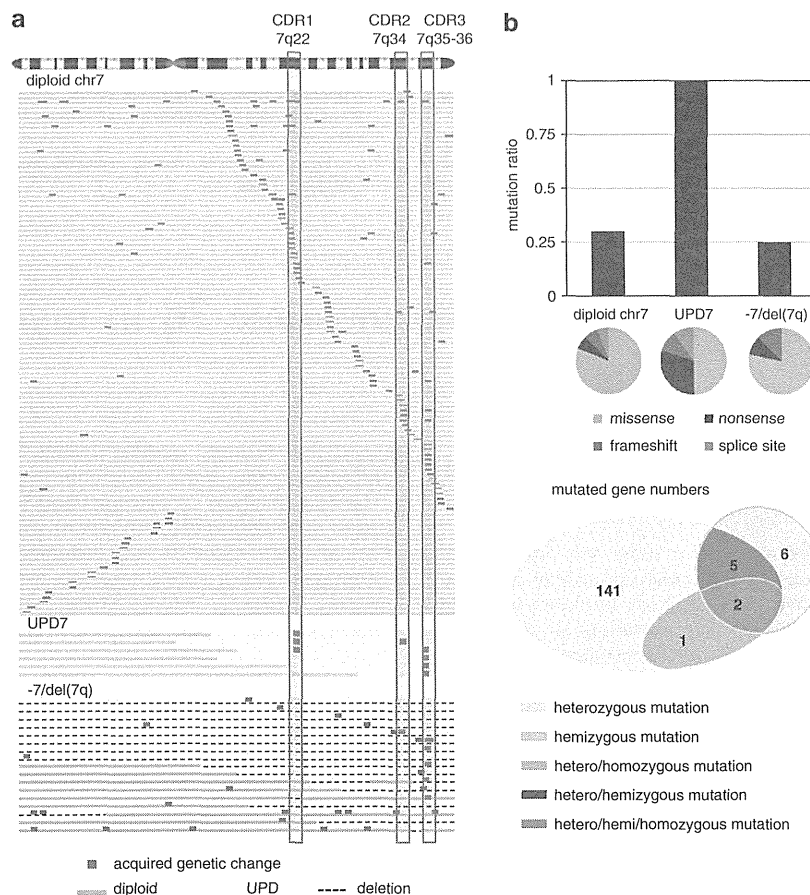 a
CDR1
7q22
CDR2
7q34
CDR3
7q35-36
diploid chr7
UPD7
-7/del(7q)
acquired genetic change
diploid
UPD
deletion
b
mutation ratio
1
0.75
0.5
0.25
0
diploid chr7
UPD7
-7/del(7q)
missense
nonsense
frameshift
splice site
mutated gene numbers
141
5
6
2
1
heterozygous mutation
hemizygous mutation
hetero/homozygous mutation
hetero/hemizygous mutation
hetero/hemi/homozygous mutation